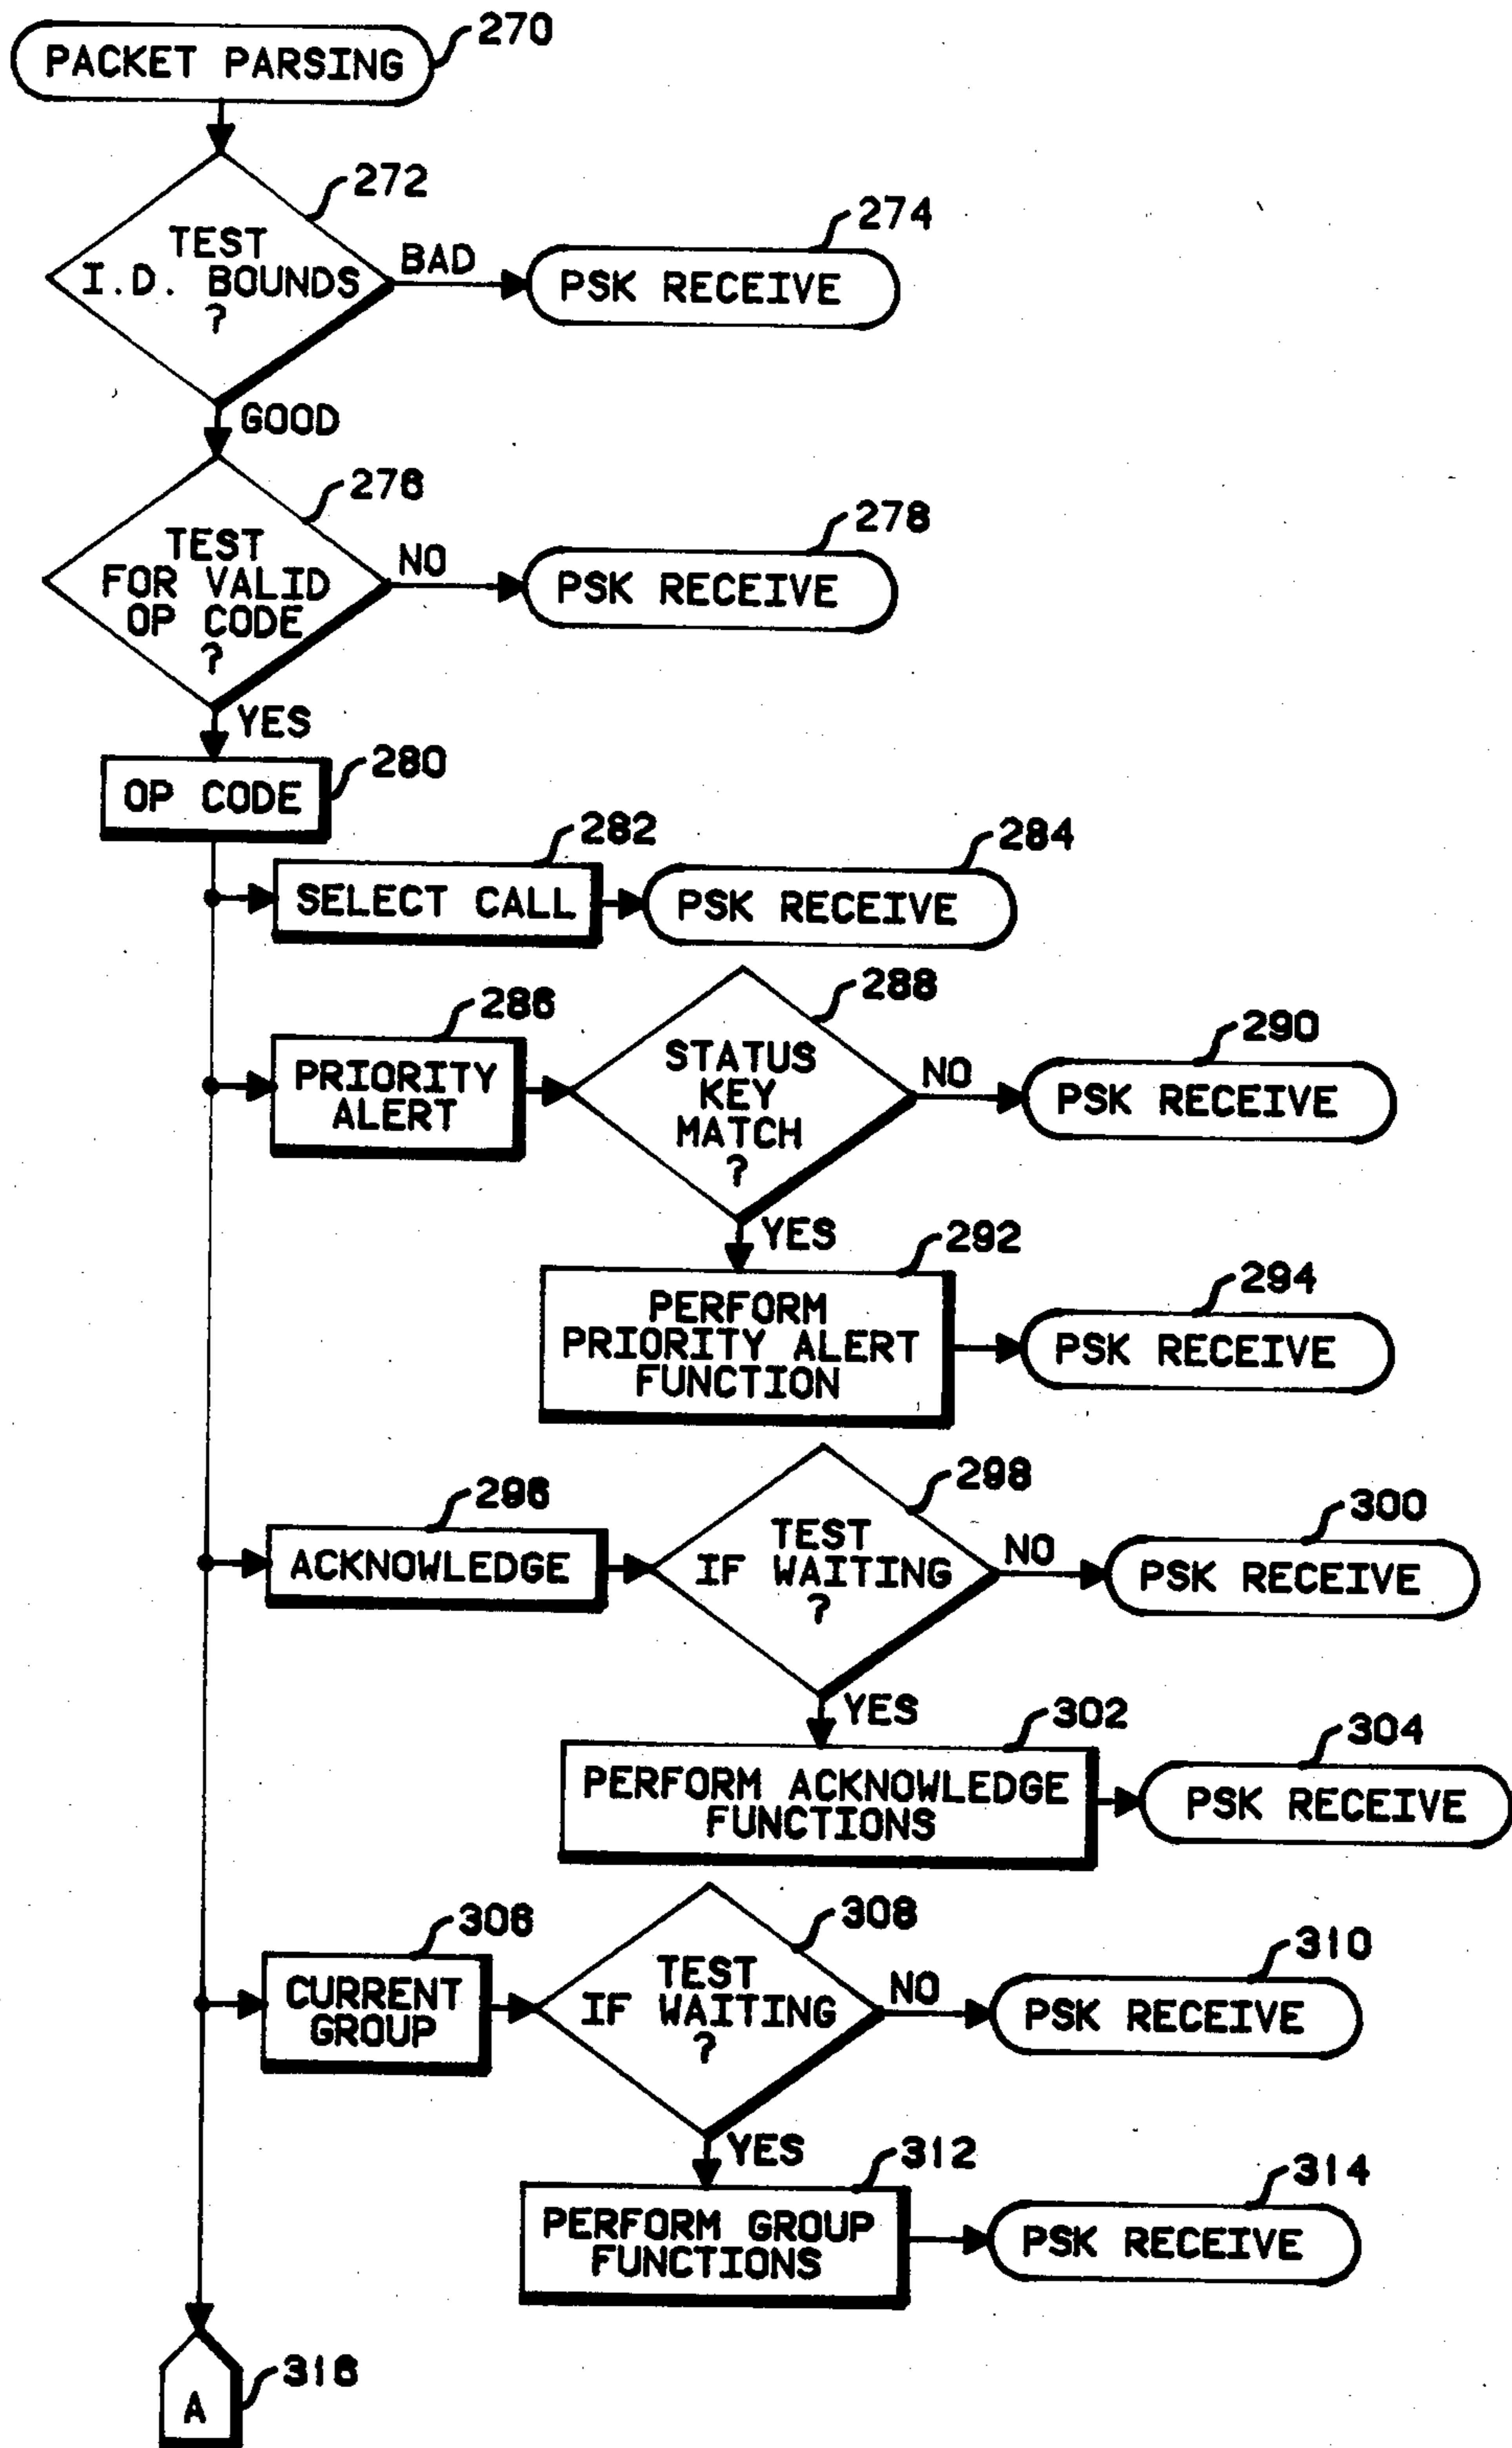 PACKET PARSING
270
272
TEST
I.D. BOUNDS
?
BAD
274
PSK RECEIVE
GOOD
276
TEST
FOR VALID
OP CODE
?
NO
278
PSK RECEIVE
YES
OP CODE
280
282
SELECT CALL
284
PSK RECEIVE
286
PRIORITY
ALERT
288
STATUS
KEY
MATCH
?
NO
290
PSK RECEIVE
YES
292
PERFORM
PRIORITY ALERT
FUNCTION
294
PSK RECEIVE
296
ACKNOWLEDGE
298
TEST
IF WAITING
?
NO
300
PSK RECEIVE
YES
302
PERFORM ACKNOWLEDGE
FUNCTIONS
304
PSK RECEIVE
306
CURRENT
GROUP
308
TEST
IF WAITING
?
NO
310
PSK RECEIVE
YES
312
PERFORM GROUP
FUNCTIONS
314
PSK RECEIVE
A
316